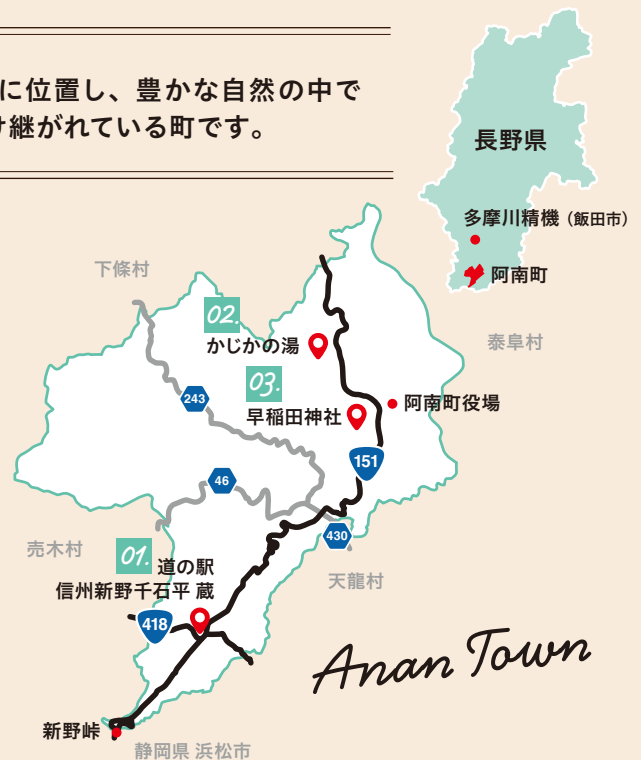 に位置し、豊かな自然の中で
け継がれている町です。
長野県
多摩川精機（飯田市）
阿南町
下條村
02.
かじかの湯
泰阜村
03.
早稲田神社
阿南町役場
243
151
46
430
売木村
01.
道の駅
信州新野千石平 蔵
天龍村
418
Anan Town
新野峠
静岡県 浜松市